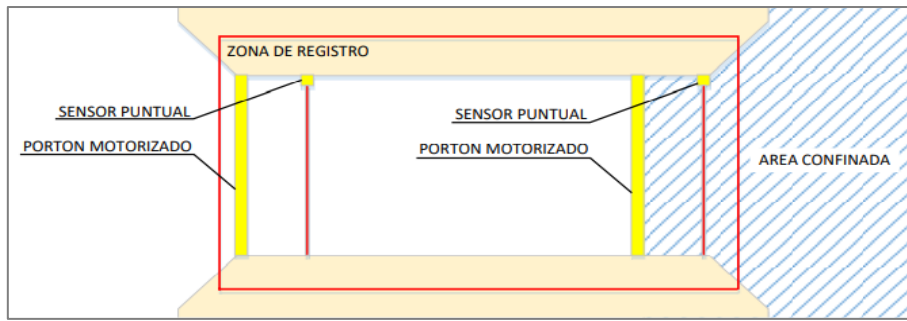 ZONA DE REGISTRO
SENSOR PUNTUAL
PORTON MOTORIZADO
SENSOR PUNTUAL
PORTON MOTORIZADO
AREA CONFINADA